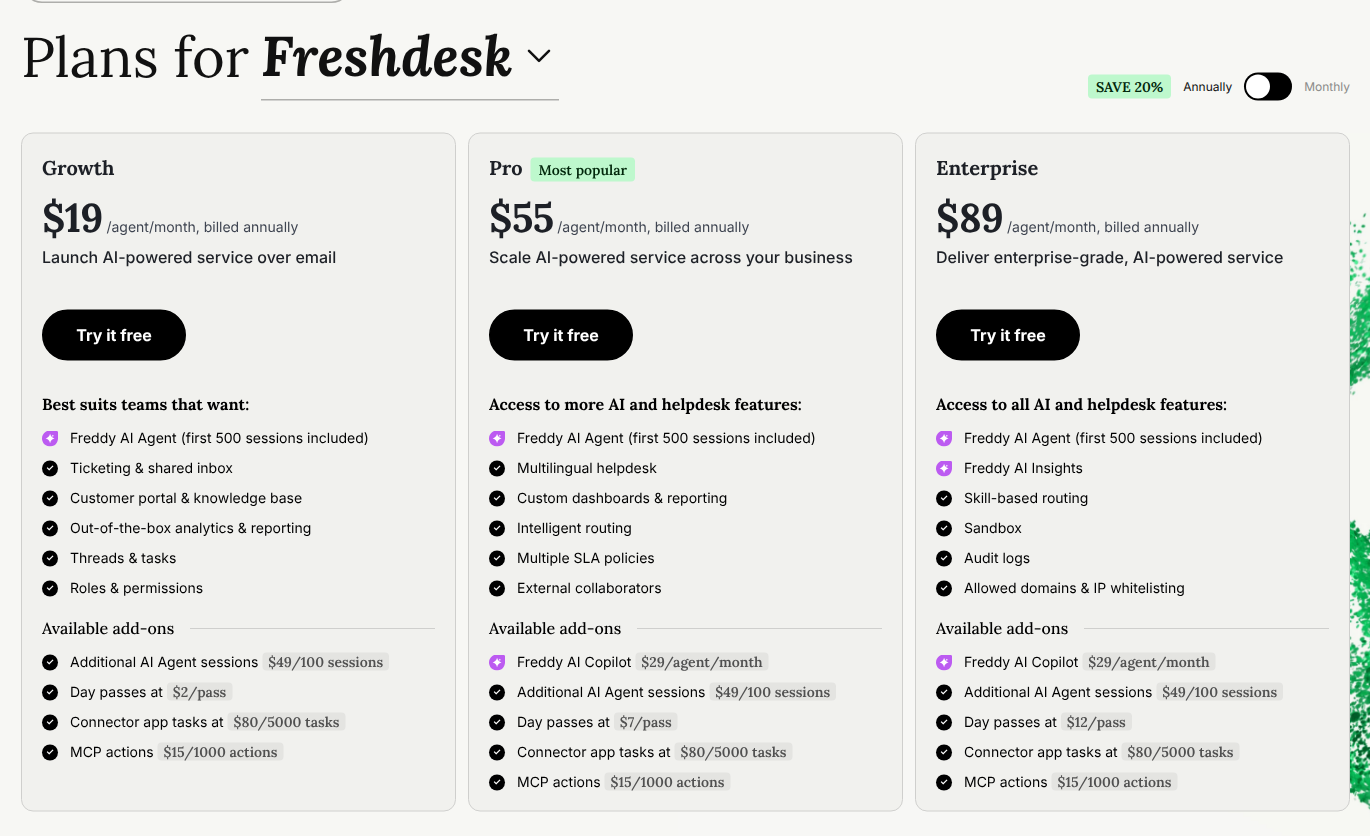 Plans for Freshdesk
SAVE 20% Annually Monthly
Growth
$19 /agent/month, billed annually
Launch AI-powered service over email
Try it free
Best suits teams that want:
Freddy AI Agent (first 500 sessions included)
Ticketing & shared inbox
Customer portal & knowledge base
Out-of-the-box analytics & reporting
Threads & tasks
Roles & permissions
Available add-ons
Additional AI Agent sessions $49/100 sessions
Day passes at $2/pass
Connector app tasks at $80/5000 tasks
MCP actions $15/1000 actions
Pro Most popular
$55 /agent/month, billed annually
Scale AI-powered service across your business
Try it free
Access to more AI and helpdesk features:
Freddy AI Agent (first 500 sessions included)
Multilingual helpdesk
Custom dashboards & reporting
Intelligent routing
Multiple SLA policies
External collaborators
Available add-ons
Freddy AI Copilot $29/agent/month
Additional AI Agent sessions $49/100 sessions
Day passes at $7/pass
Connector app tasks at $80/5000 tasks
MCP actions $15/1000 actions
Enterprise
$89 /agent/month, billed annually
Deliver enterprise-grade, AI-powered service
Try it free
Access to all AI and helpdesk features:
Freddy AI Agent (first 500 sessions included)
Freddy AI Insights
Skill-based routing
Sandbox
Audit logs
Allowed domains & IP whitelisting
Available add-ons
Freddy AI Copilot $29/agent/month
Additional AI Agent sessions $49/100 sessions
Day passes at $12/pass
Connector app tasks at $80/5000 tasks
MCP actions $15/1000 actions